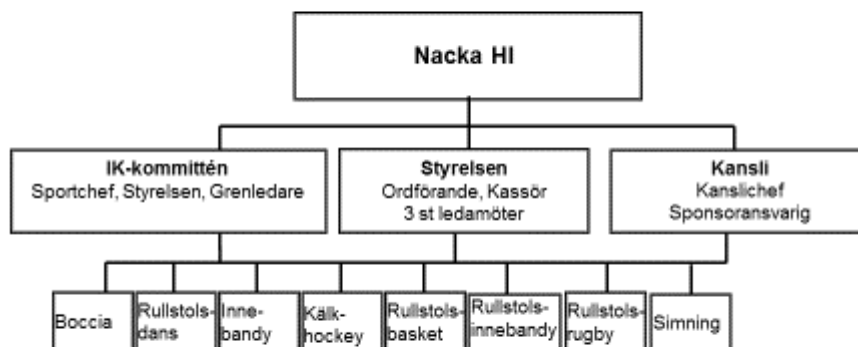 Nacka HI
IK-kommittén
Sportchef, Styrelsen, Grenledare
Styrelsen
Ordförande, Kassör
3 st ledamöter
Kansli
Kanslichef
Sponsoransvarig
Boccia
Rullstols-
dans
Inne-
bandy
Kälk-
hockey
Rullstols-
basket
Rullstols-
innebandy
Rullstols-
rugby
Simning